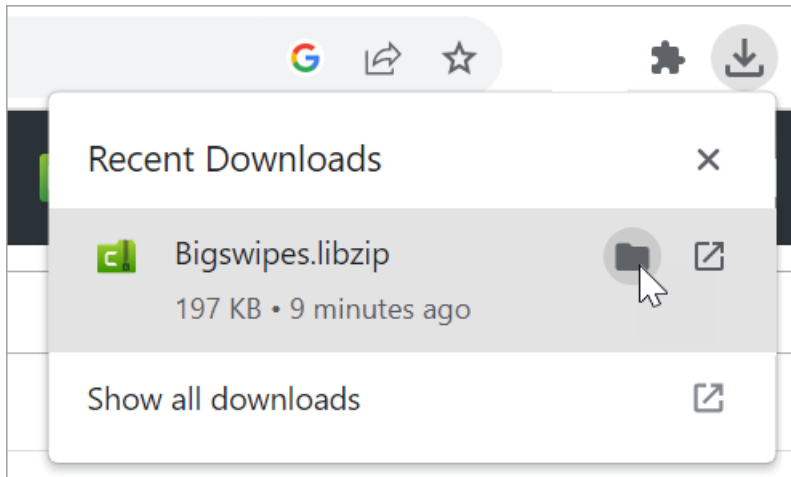 Recent Downloads
Bigswipes.libzip
197 KB • 9 minutes ago
Show all downloads